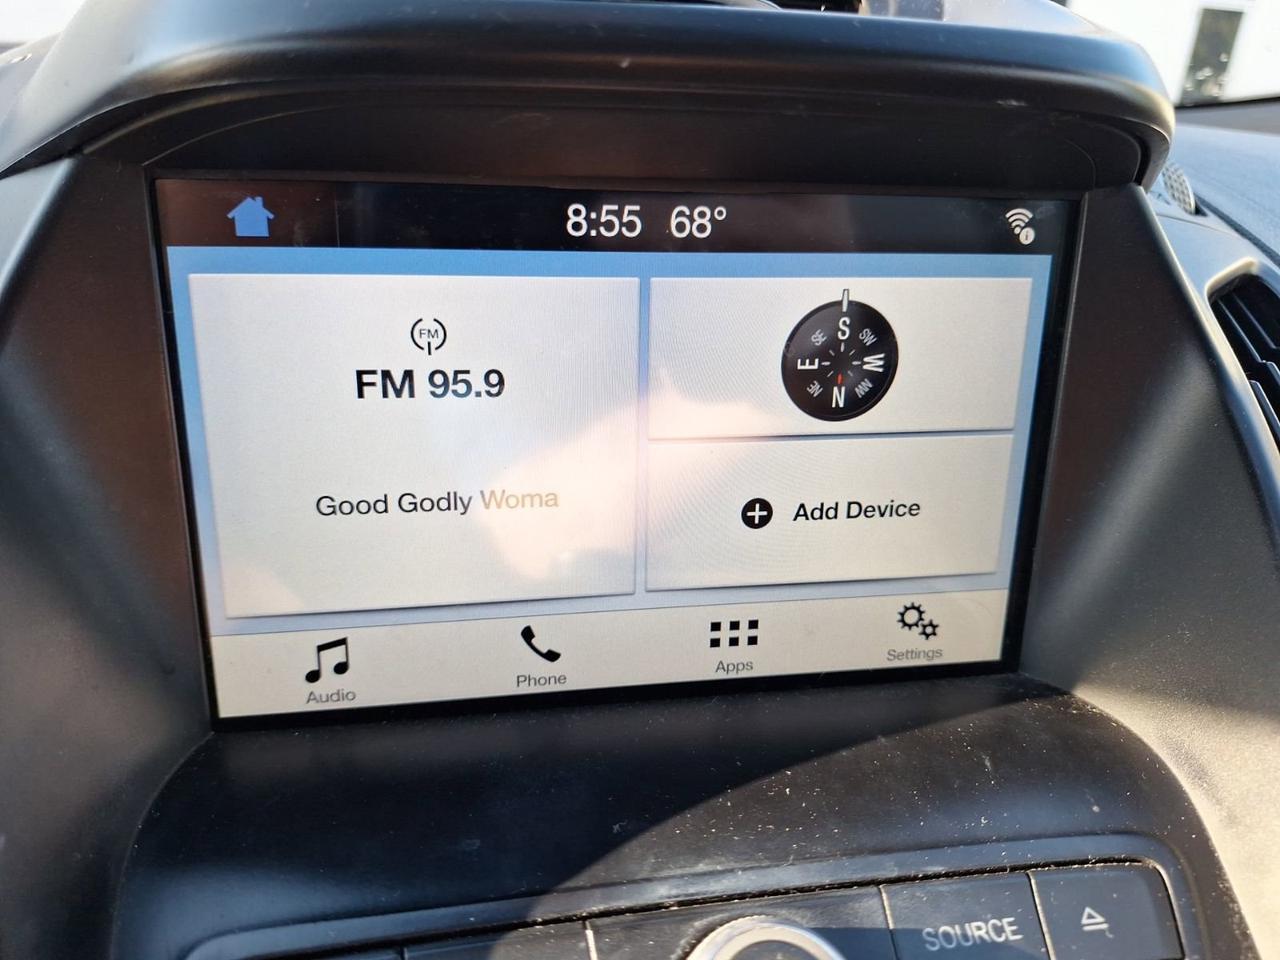 8:55 68°
FM
FM 95.9
Good Godly Woma
S
SE
SW
E
W
NE
NW
N
Add Device
Audio
Phone
Apps
Settings
SOURCE